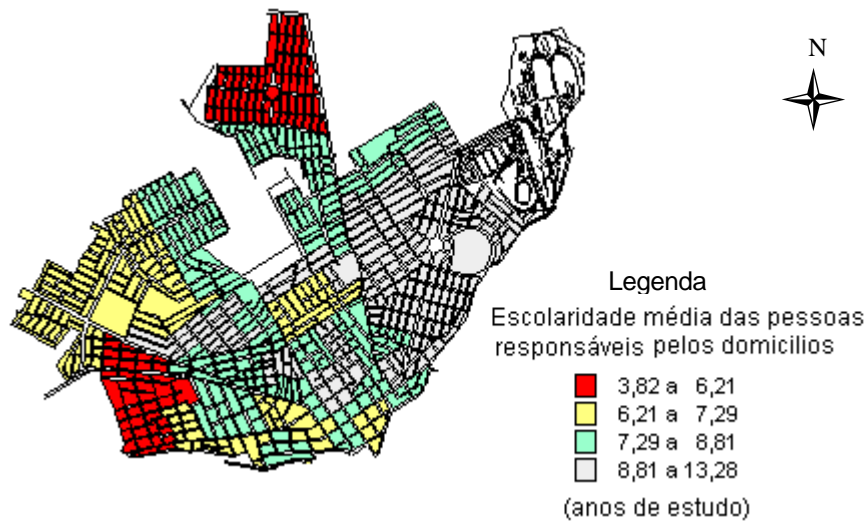 N
Legenda
Escolaridade média das pessoas
responsáveis pelos domicilios
3,82 a 6,21
6,21 a 7,29
7,29 a 8,81
8,81 a 13,28
(anos de estudo)